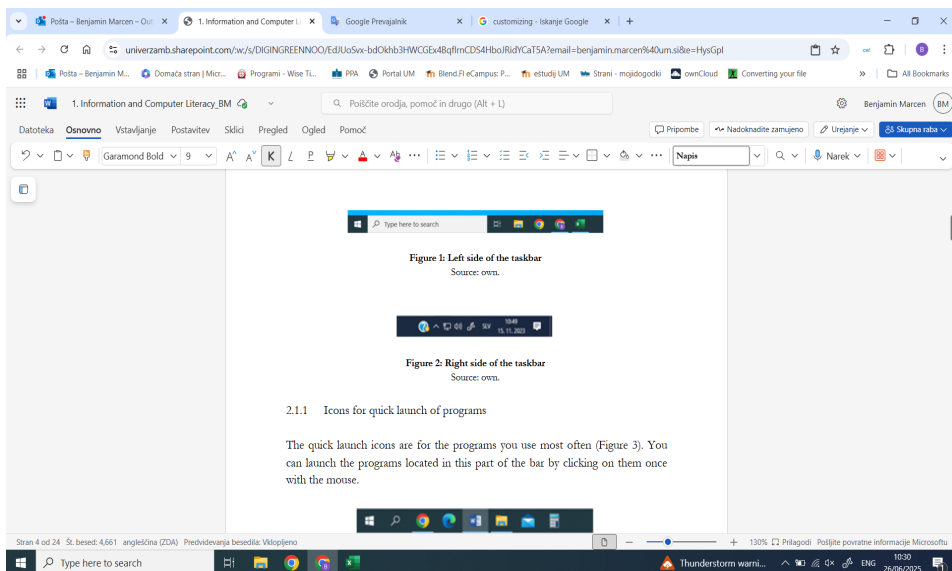 Pošta – Benjamin Marcen – Out
1. Information and Computer Li
Google Prevajalnik
customizing - Iskanje Google
univerzamb.sharepoint.com/:w:/s/DIGINGREENNOO/EdJUoSvx-bdOkhb3HWCGEx4BqfIrnCDS4HboJRidYCaT5A?email=benjamin.marcen%40um.si&e=HysGpI
Pošta – Benjamin M...
Domača stran | Micr...
Programi - Wise Ti...
PPA
Portal UM
Blend.FI eCampus: P...
eštudij UM
Strani - mojidogodki
ownCloud
Converting your file
All Bookmarks
1. Information and Computer Literacy_BM
Poiščite orodja, pomoč in drugo (Alt + L)
Benjamin Marcen
BM
Datoteka Osnovno Vstavljanje Postavitev Sklici Pregled Ogled Pomoč
Pripombe
Nadoknadite zamujeno
Urejanje
Skupna raba
Garamond Bold 9
K L P
Napis
Narek
Type here to search
Figure 1: Left side of the taskbar
Source: own.
SLV
10:49
15. 11. 2023
Figure 2: Right side of the taskbar
Source: own.
2.1.1 Icons for quick launch of programs
The quick launch icons are for the programs you use most often (Figure 3). You
can launch the programs located in this part of the bar by clicking on them once
with the mouse.
Stran 4 od 24 Št. besed: 4,661 angleščina (ZDA) Predvidevanja besedila: Vklopljeno
130% Prilagodi Pošljite povratne informacije Microsoftu
Type here to search
Thunderstorm warni...
ENG
10:30
26/06/2025